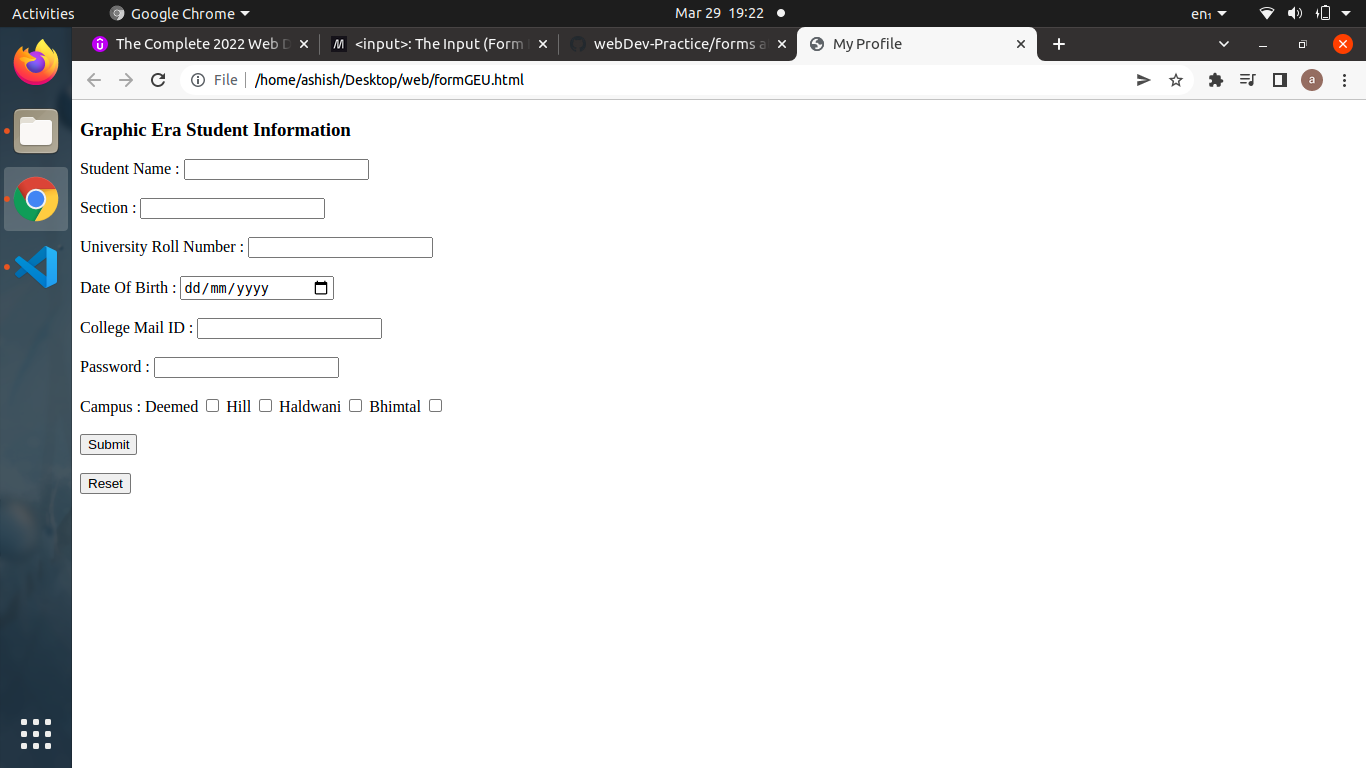 Activities Google Chrome Mar 29 19:22 en₁
The Complete 2022 Web D <input>: The Input (Form webDev-Practice/forms a My Profile
File /home/ashish/Desktop/web/formGEU.html a
Graphic Era Student Information
Student Name :
Section :
University Roll Number :
Date Of Birth : dd/mm/yyyy
College Mail ID :
Password :
Campus : Deemed Hill Haldwani Bhimtal
Submit
Reset